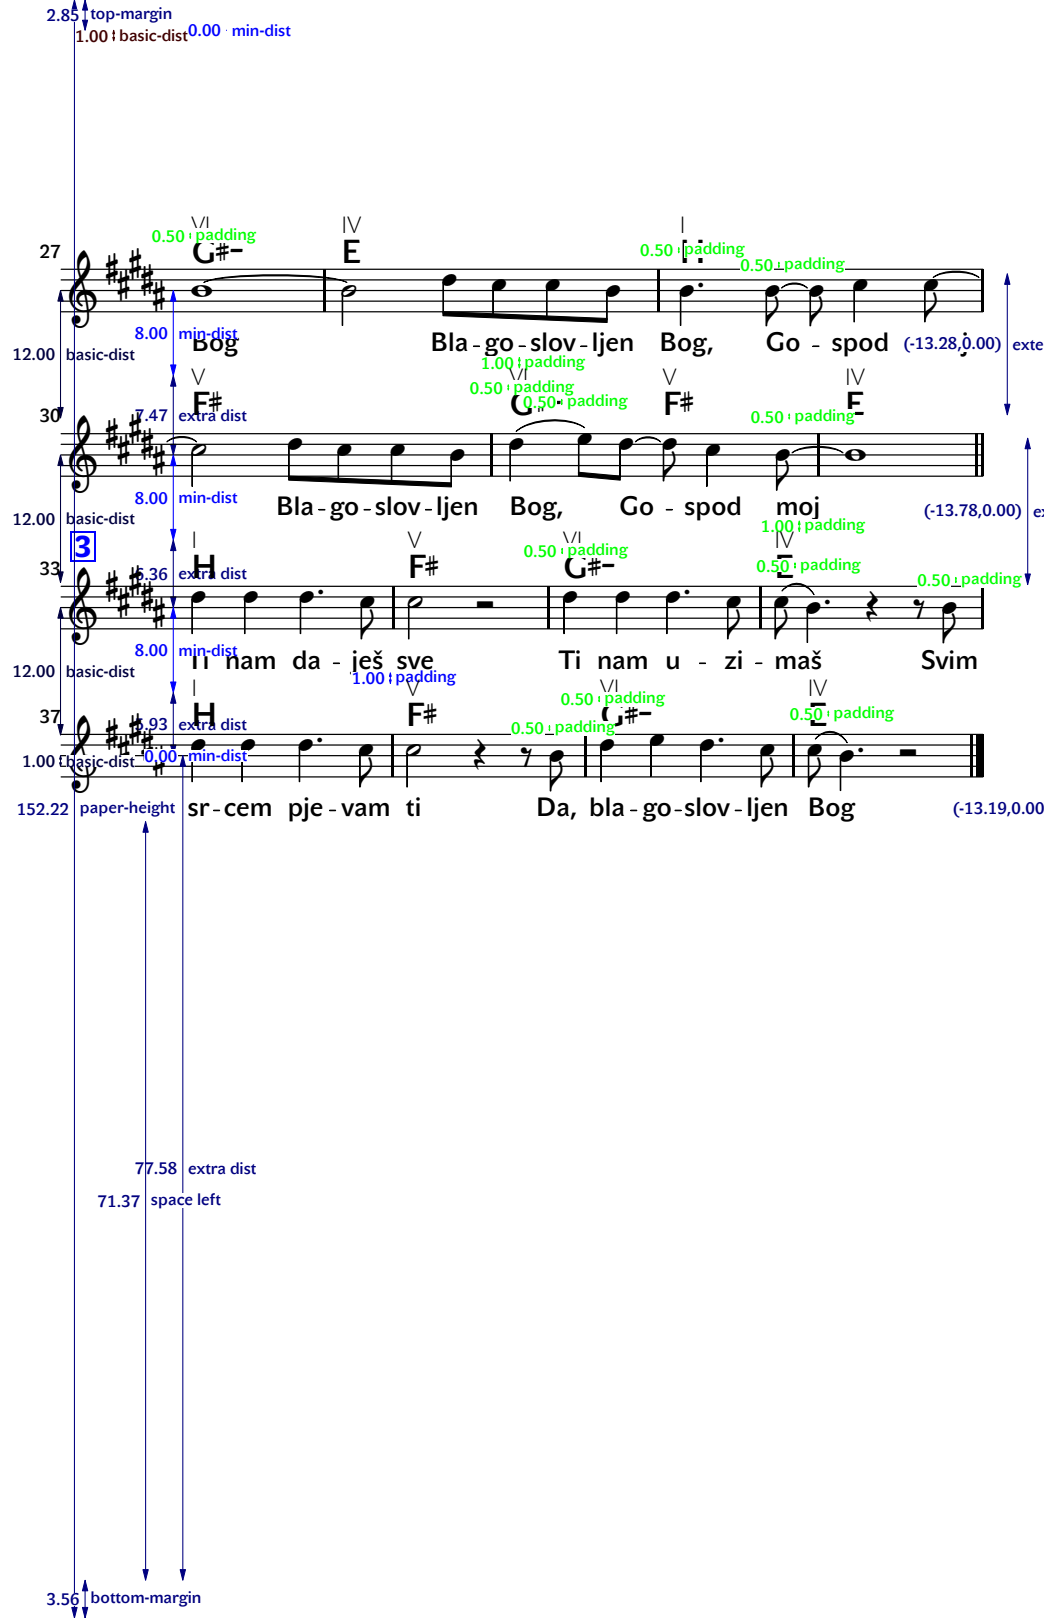 2.85 top-margin
1.00 basic-dist 0.00 min-dist
VI IV I
0.50 padding 0.50 padding 0.50 padding
27 G#- E H
8.00 min-dist
12.00 basic-dist
Bog Bla-go-slov-ljen Bog, Go - spod (-13.28,0.00)
1.00 padding
V VI V IV
0.50 padding 0.50 padding 0.50 padding
30 F# G#- F# E
7.47 extra dist
8.00 min-dist
12.00 basic-dist
Bla-go-slov-ljen Bog, Go - spod moj (-13.78,0.00)
1.00 padding
3
I V VI IV
0.50 padding 0.50 padding 0.50 padding
33 H F# G#- E
extra dist
8.00 min-dist
12.00 basic-dist
Ti nam da - ješ sve Ti nam u - zi - maš Svim
1.00 padding
I V VI IV
0.50 padding 0.50 padding 0.50 padding
37 H F# G#- E
extra dist
0.00 min-dist
1.00 basic-dist
152.22 paper-height
sr-cem pje-vam ti Da, bla-go-slov-ljen Bog (-13.19,0.00
77.58 extra dist
71.37 space left
3.56 bottom-margin